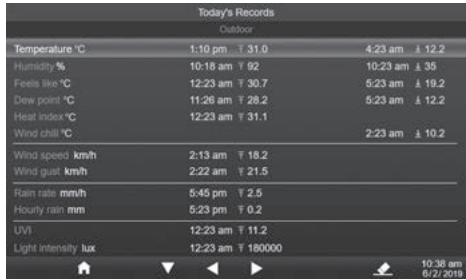 Today's Records
Outdoor
Temperature °C 1:10 pm 31.0 4:23 am 12.2
Humidity % 10:18 am 92 10:23 am 35
Feels like °C 12:23 am 30.7 5:23 am 19.2
Dew point °C 11:26 am 28.2 5:23 am 12.2
Heat index °C 12:23 am 31.1
Wind chill °C 2:23 am 10.2
Wind speed km/h 2:13 am 18.2
Wind gust km/h 2:22 am 21.5
Rain rate mm/h 5:45 pm 2.5
Hourly rain mm 5:23 pm 0.2
UVI 12:23 am 11.2
Light intensity lux 12:23 am 180000
10:38 am
6/2/2019